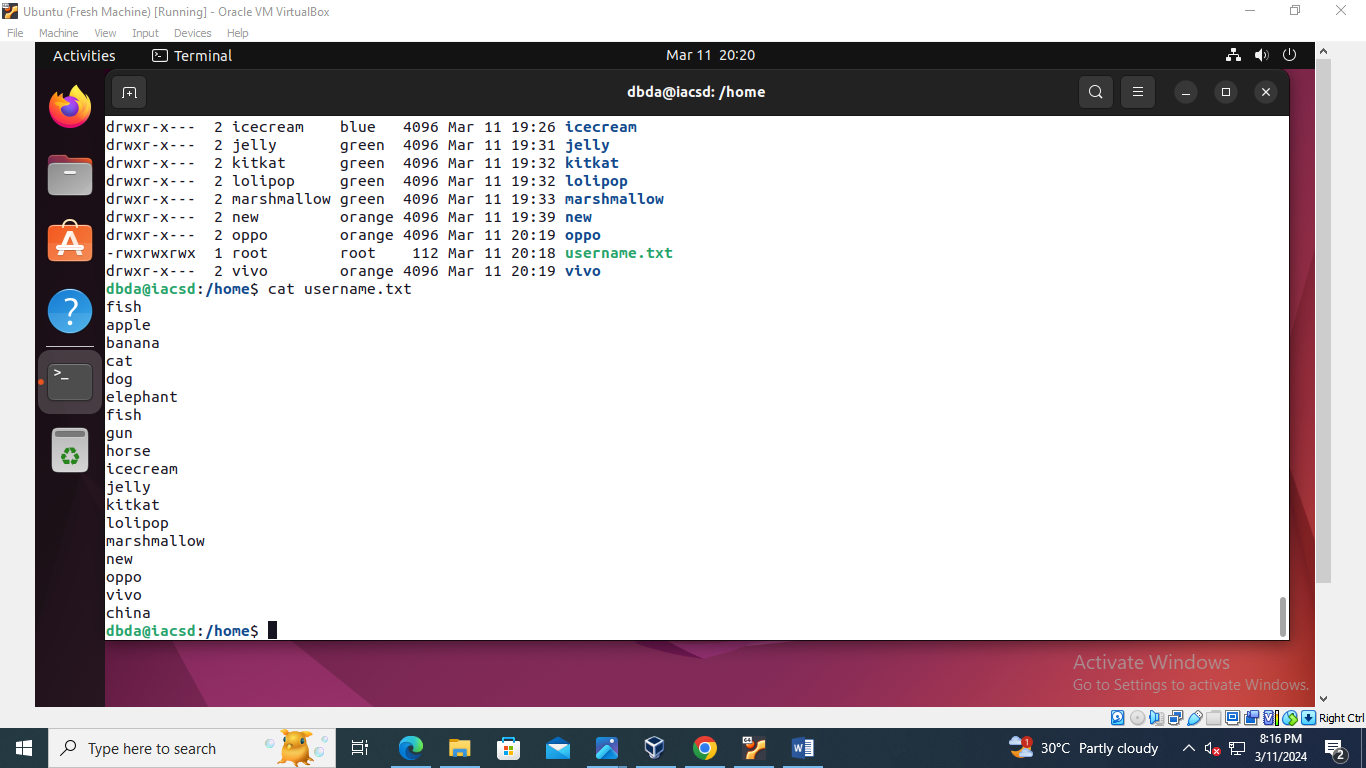 Ubuntu (Fresh Machine) [Running] - Oracle VM VirtualBox
File Machine View Input Devices Help
Activities Terminal Mar 11 20:20
dbda@iacsd: /home
drwxr-x---  2 icecream    blue   4096 Mar 11 19:26 icecream
drwxr-x---  2 jelly       green  4096 Mar 11 19:31 jelly
drwxr-x---  2 kitkat      green  4096 Mar 11 19:32 kitkat
drwxr-x---  2 lolipop     green  4096 Mar 11 19:32 lolipop
drwxr-x---  2 marshmallow green  4096 Mar 11 19:33 marshmallow
drwxr-x---  2 new         orange 4096 Mar 11 19:39 new
drwxr-x---  2 oppo        orange 4096 Mar 11 20:19 oppo
-rwxrwxrwx  1 root        root    112 Mar 11 20:18 username.txt
drwxr-x---  2 vivo        orange 4096 Mar 11 20:19 vivo
dbda@iacsd:/home$ cat username.txt
fish
apple
banana
cat
dog
elephant
fish
gun
horse
icecream
jelly
kitkat
lolipop
marshmallow
new
oppo
vivo
china
dbda@iacsd:/home$
Activate Windows
Go to Settings to activate Windows.
Right Ctrl
Type here to search
30°C Partly cloudy
8:16 PM
3/11/2024